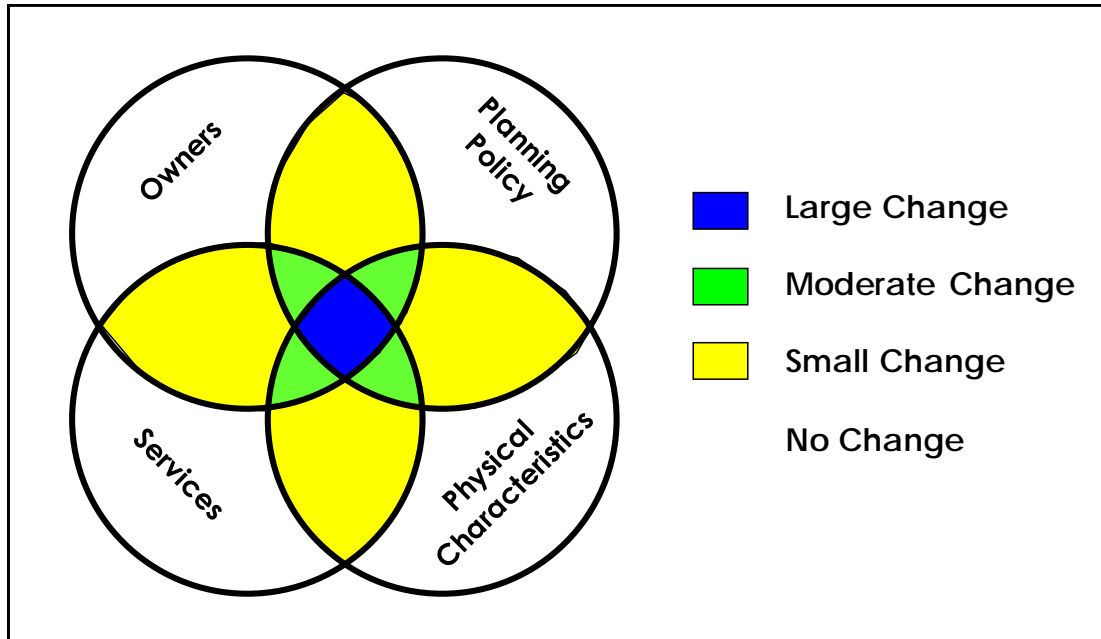 Owners
Planning
Policy
Services
Physical
Characteristics
Large Change
Moderate Change
Small Change
No Change